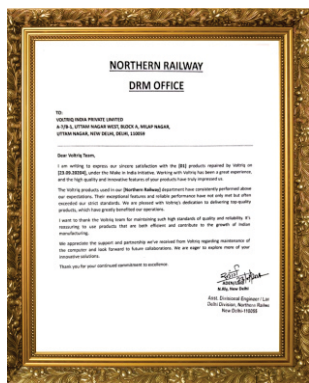 NORTHERN RAILWAY
DRM OFFICE
TO:
VOLTRIQ INDIA PRIVATE LIMITED
A-7/B-1, UTTAM NAGAR WEST, BLOCK A, MILAP NAGAR,
UTTAM NAGAR, NEW DELHI, DELHI, 110059
Dear Voltriq Team,
I am writing to express our sincere satisfaction with the [01] products repaired by Voltriq on
[23.05.20204], under the Make in India initiative. Working with Voltriq has been a great experience,
and the high quality and innovative features of your products have truly impressed us.
The Voltriq products used in our [Northern Railway] department have consistently performed above
our expectations. Their exceptional features and reliable performance have not only met but often
exceeded our strict standards. We are pleased with Voltriq's dedication to delivering top-quality
products, which have greatly benefited our operations.
I want to thank the Voltriq team for maintaining such high standards of quality and reliability. It's
reassuring to use products that are both efficient and contribute to the growth of Indian
manufacturing.
We appreciate the support and partnership we've received from Voltriq regarding maintenance of
the computer and look forward to future collaborations. We are eager to explore more of your
innovative solutions.
Thank you for your continued commitment to excellence.
N.Rly, New Delhi
Asst. Divisional Engineer
Delhi Division, Northern Railway
New Delhi-110055